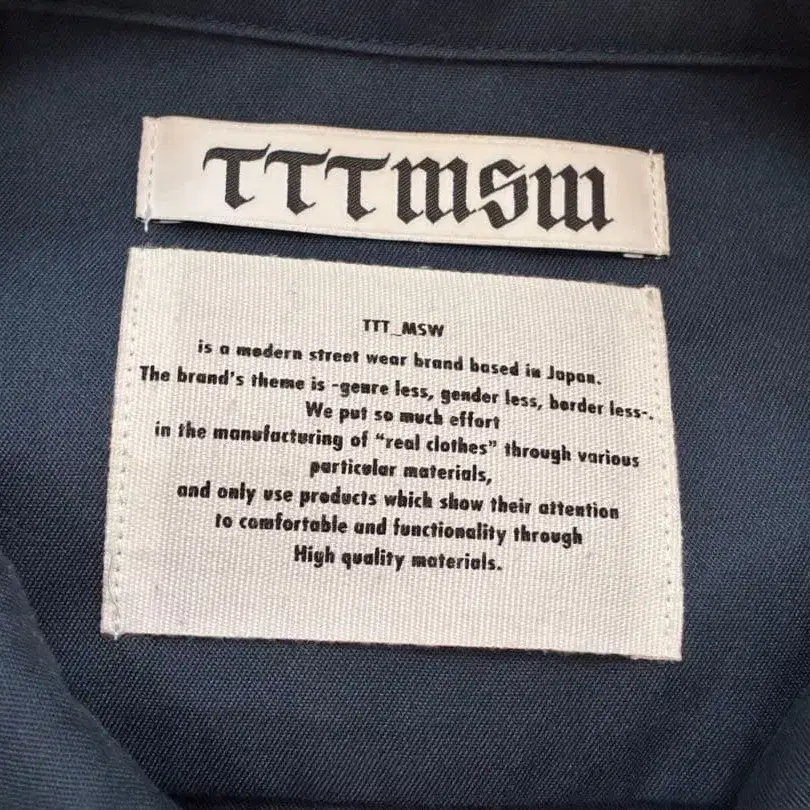 TTTMSW
TTT_MSW
is a modern street wear brand based in Japan.
The brand's theme is -genre less, gender less, border less-.
We put so much effort
in the manufacturing of “real clothes” through various
particular materials,
and only use products which show their attention
to comfortable and functionality through
High quality materials.